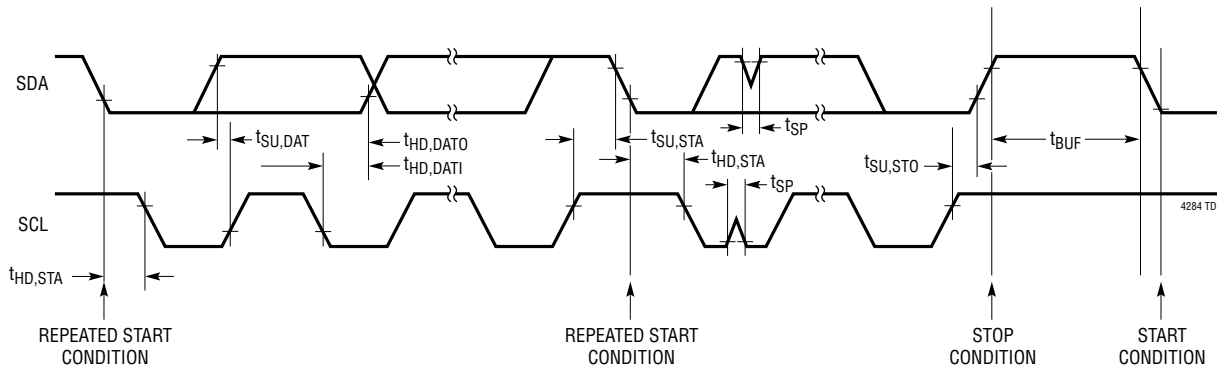 SDA
tSU,DAT
tHD,DATO
tHD,DATI
tSU,STA
tHD,STA
tSP
tSP
tSU,STO
tBUF
4284 TD
SCL
tHD,STA
REPEATED START
CONDITION
REPEATED START
CONDITION
STOP
CONDITION
START
CONDITION